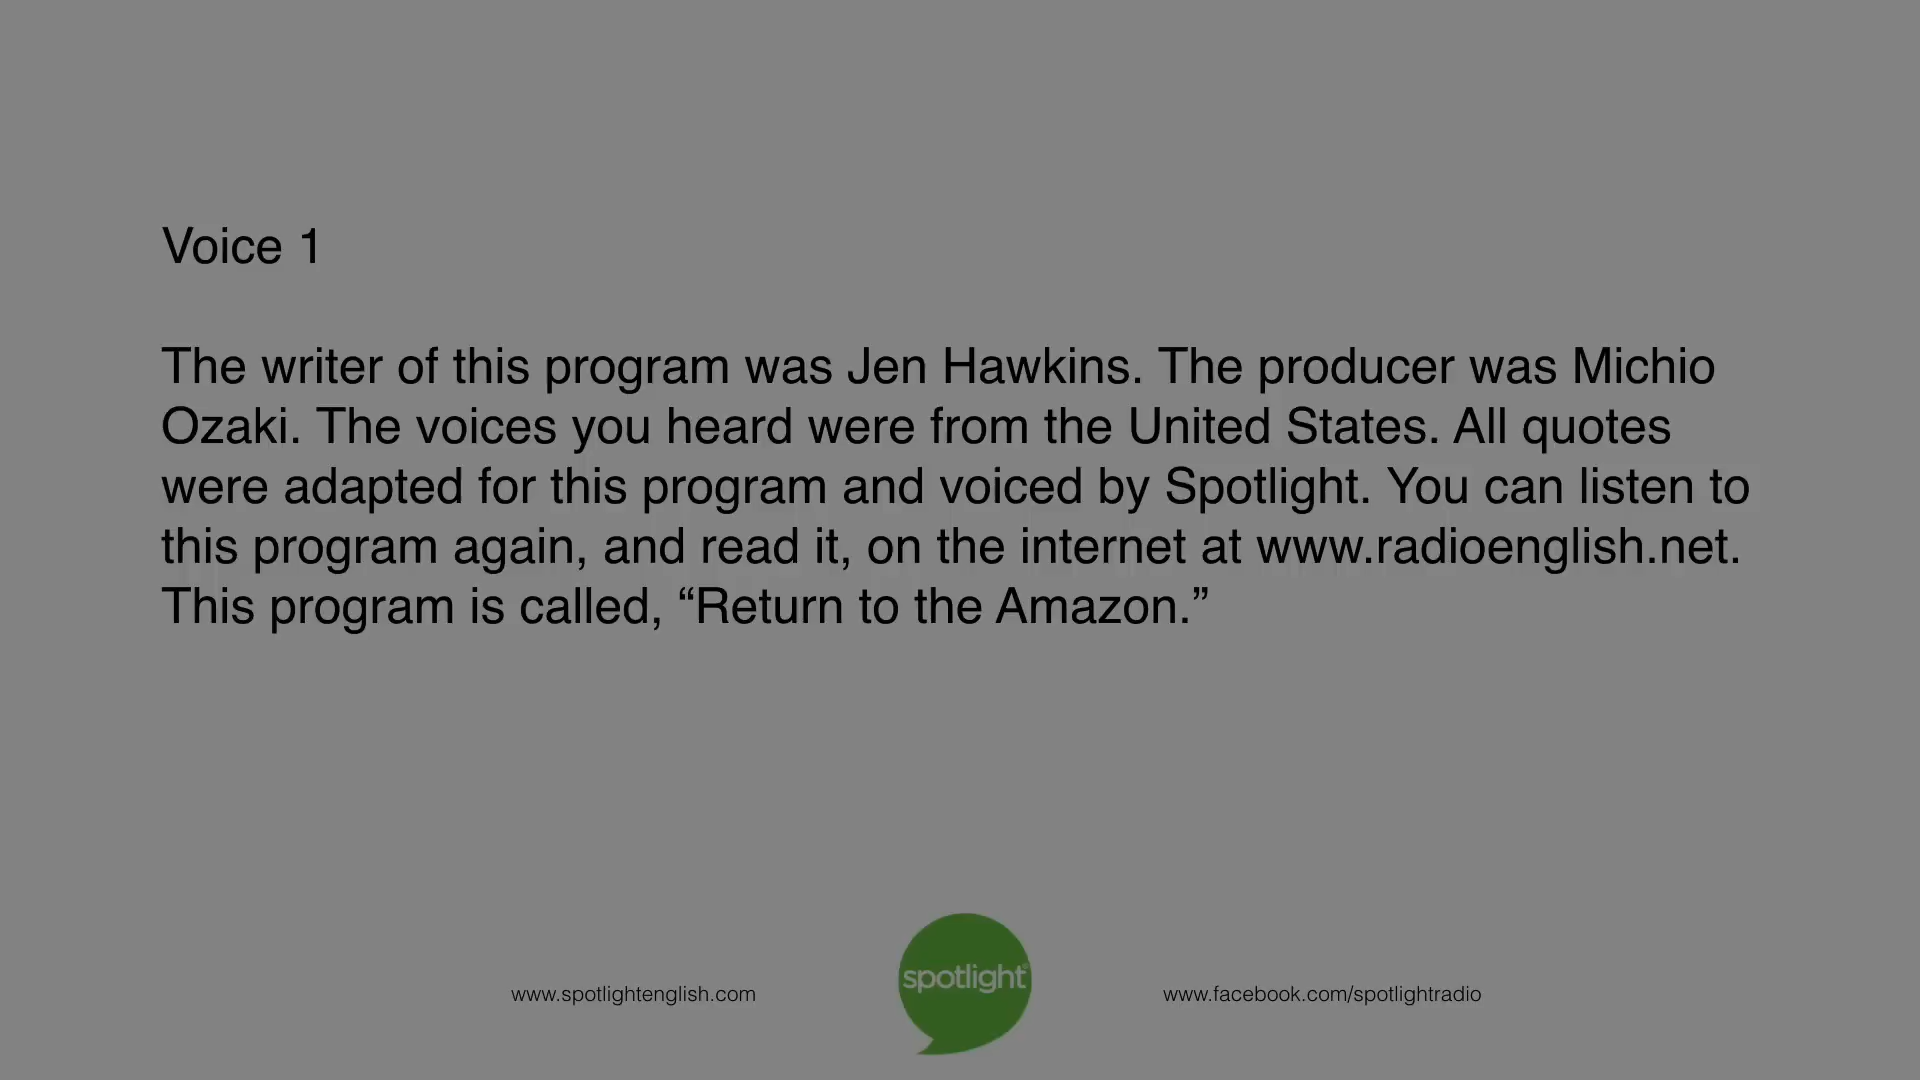 Voice 1
The writer of this program was Jen Hawkins. The producer was Michio
Ozaki. The voices you heard were from the United States. All quotes
were adapted for this program and voiced by Spotlight. You can listen to
this program again, and read it, on the internet at www.radioenglish.net.
This program is called, “Return to the Amazon.”
www.spotlightenglish.com
spotlight®
www.facebook.com/spotlightradio